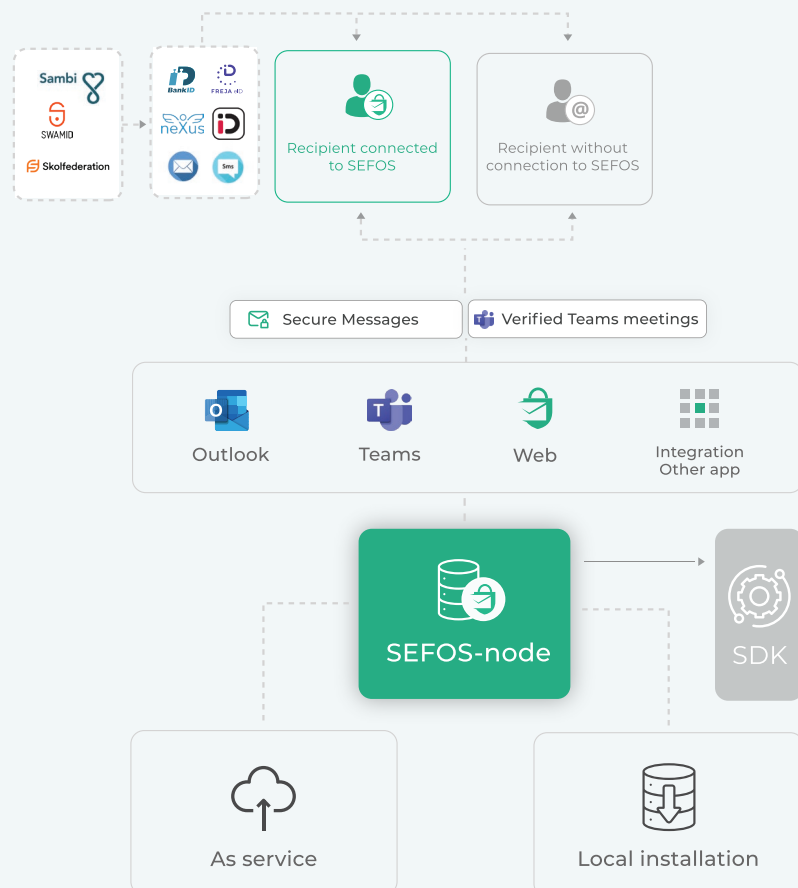 Sambi
SWAMID
Skolfederation
BankID
FREJA eID
neXus
iD
Sms
Recipient connected
to SEFOS
@
Recipient without
connection to SEFOS
Secure Messages
T
Verified Teams meetings
O
Outlook
T
Teams
Web
Integration
Other app
SEFOS-node
SDK
As service
Local installation